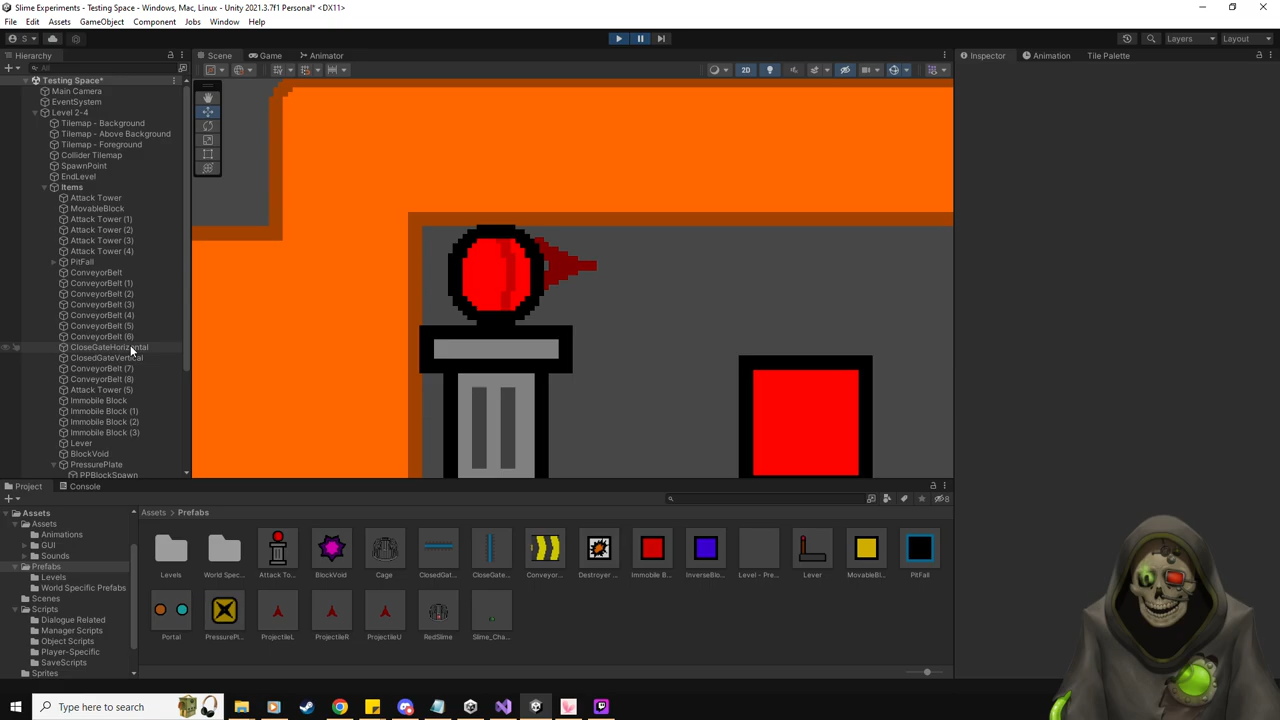 Slime Experiments - Testing Space - Windows, Mac, Linux - Unity 2021.3.7f1 Personal* <DX11>
File Edit Assets GameObject Component Jobs Window Help
S Layers Layout
Hierarchy Scene Game Animator Inspector Animation Tile Palette
All
Testing Space*
2D
Main Camera
EventSystem
Level 2-4
Tilemap - Background
Tilemap - Above Background
Tilemap - Foreground
Collider Tilemap
SpawnPoint
EndLevel
Items
Attack Tower
MovableBlock
Attack Tower (1)
Attack Tower (2)
Attack Tower (3)
Attack Tower (4)
PitFall
ConveyorBelt
ConveyorBelt (1)
ConveyorBelt (2)
ConveyorBelt (3)
ConveyorBelt (4)
ConveyorBelt (5)
ConveyorBelt (6)
CloseGateHorizontal
ClosedGateVertical
ConveyorBelt (7)
ConveyorBelt (8)
Attack Tower (5)
Immobile Block
Immobile Block (1)
Immobile Block (2)
Immobile Block (3)
Lever
BlockVoid
PressurePlate
PPBlockSpawn
Project Console
8
Assets
Assets
Animations
GUI
Sounds
Prefabs
Levels
World Specific Prefabs
Scenes
Scripts
Dialogue Related
Manager Scripts
Object Scripts
Player-Specific
SaveScripts
Sprites
Assets > Prefabs
Levels World Spec... Attack To... BlockVoid Cage ClosedGat... CloseGate... Conveyor... Destroyer ... Immobile B... InverseBlo... Level - Pre... Lever MovableBl... PitFall
Portal PressurePl... ProjectileL ProjectileR ProjectileU RedSlime Slime_Cha...
Type here to search